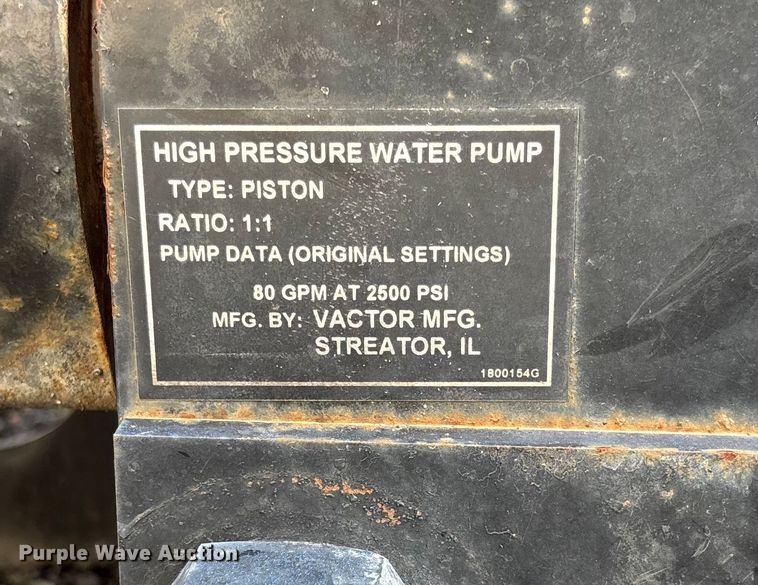 HIGH PRESSURE WATER PUMP
TYPE: PISTON
RATIO: 1:1
PUMP DATA (ORIGINAL SETTINGS)
80 GPM AT 2500 PSI
MFG. BY: VACTOR MFG.
STREATOR, IL
1800154G
Purple Wave Auction